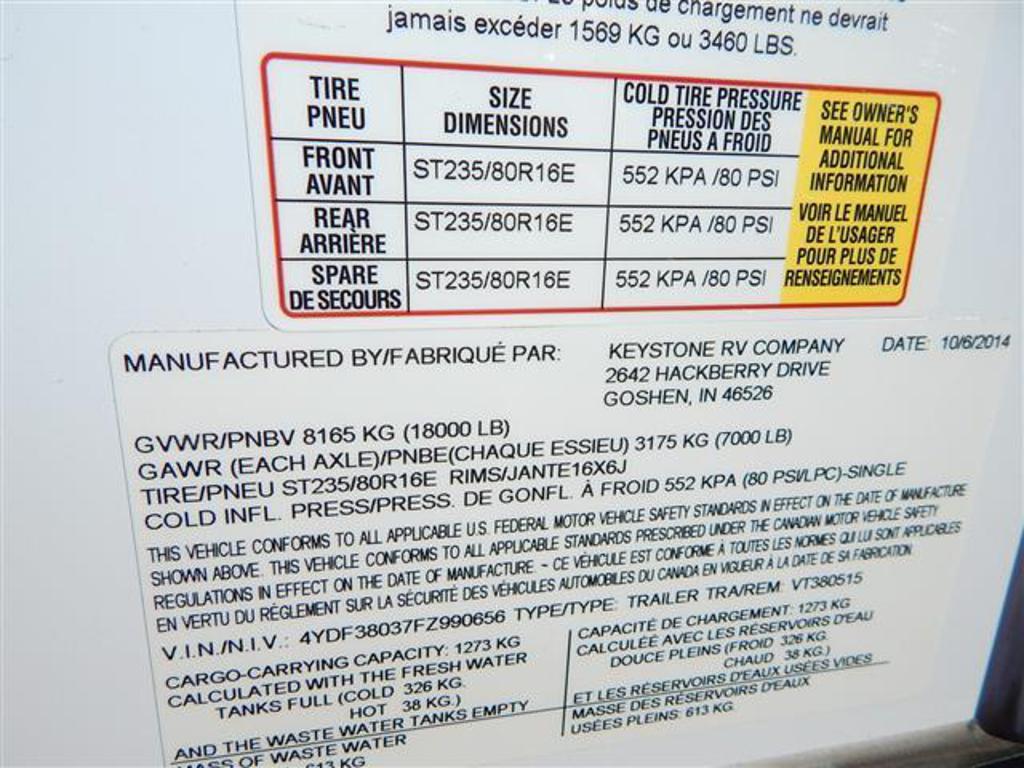 poids de chargement ne devrait
jamais excéder 1569 KG ou 3460 LBS.
TIRE PNEU
SIZE DIMENSIONS
COLD TIRE PRESSURE PRESSION DES PNEUS A FROID
SEE OWNER'S MANUAL FOR ADDITIONAL INFORMATION
VOIR LE MANUEL DE L'USAGER POUR PLUS DE RENSEIGNEMENTS
FRONT AVANT ST235/80R16E 552 KPA /80 PSI
REAR ARRIÈRE ST235/80R16E 552 KPA /80 PSI
SPARE DE SECOURS ST235/80R16E 552 KPA /80 PSI
MANUFACTURED BY/FABRIQUÉ PAR: KEYSTONE RV COMPANY DATE: 10/6/2014
2642 HACKBERRY DRIVE
GOSHEN, IN 46526
GVWR/PNBV 8165 KG (18000 LB)
GAWR (EACH AXLE)/PNBE(CHAQUE ESSIEU) 3175 KG (7000 LB)
TIRE/PNEU ST235/80R16E RIMS/JANTE16X6J
COLD INFL. PRESS/PRESS. DE GONFL. À FROID 552 KPA (80 PSI/LPC)-SINGLE
THIS VEHICLE CONFORMS TO ALL APPLICABLE U.S. FEDERAL MOTOR VEHICLE SAFETY STANDARDS IN EFFECT ON THE DATE OF MANUFACTURE
SHOWN ABOVE. THIS VEHICLE CONFORMS TO ALL APPLICABLE STANDARDS PRESCRIBED UNDER THE CANADIAN MOTOR VEHICLE SAFETY
REGULATIONS IN EFFECT ON THE DATE OF MANUFACTURE. - CE VÉHICULE EST CONFORME À TOUTES LES NORMES QUI LUI SONT APPLICABLES
EN VERTU DU RÈGLEMENT SUR LA SÉCURITÉ DES VÉHICULES AUTOMOBILES DU CANADA EN VIGUEUR À LA DATE DE SA FABRICATION.
V.I.N./N.I.V.: 4YDF38037FZ990656 TYPE/TYPE: TRAILER TRA/REM: VT380515
CARGO-CARRYING CAPACITY: 1273 KG
CALCULATED WITH THE FRESH WATER
TANKS FULL (COLD 326 KG.
HOT 38 KG.)
AND THE WASTE WATER TANKS EMPTY
MASS OF WASTE WATER
613 KG
CAPACITÉ DE CHARGEMENT: 1273 KG
CALCULÉE AVEC LES RÉSERVOIRS D'EAU
DOUCE PLEINS (FROID 326 KG.
CHAUD 38 KG.)
ET LES RÉSERVOIRS D'EAUX USÉES VIDES
MASSE DES RÉSERVOIRS D'EAUX
USÉES PLEINS: 613 KG.